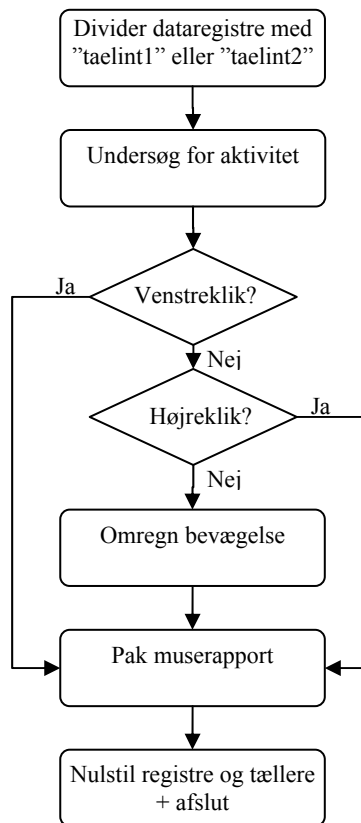 Divider dataregistre med
”taelint1” eller ”taelint2”
Undersøg for aktivitet
Ja
Venstreklik?
Nej
Højreklik?
Ja
Nej
Omregn bevægelse
Pak muserapport
Nulstil registre og tællere
+ afslut